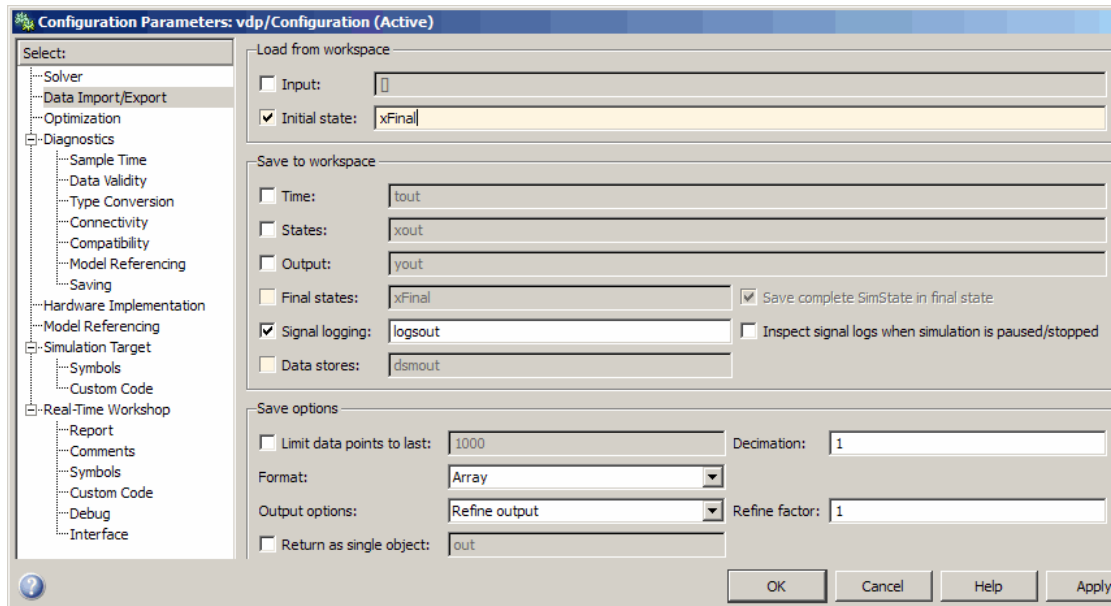 Configuration Parameters: vdp/Configuration (Active)
Select:
Solver
Data Import/Export
Optimization
Diagnostics
Sample Time
Data Validity
Type Conversion
Connectivity
Compatibility
Model Referencing
Saving
Hardware Implementation
Model Referencing
Simulation Target
Symbols
Custom Code
Real-Time Workshop
Report
Comments
Symbols
Custom Code
Debug
Interface
Load from workspace
Input: []
Initial state: xFinal
Save to workspace
Time: tout
States: xout
Output: yout
Final states: xFinal Save complete SimState in final state
Signal logging: logsout Inspect signal logs when simulation is paused/stopped
Data stores: dsmout
Save options
Limit data points to last: 1000 Decimation: 1
Format: Array
Output options: Refine output Refine factor: 1
Return as single object: out
? OK Cancel Help Apply